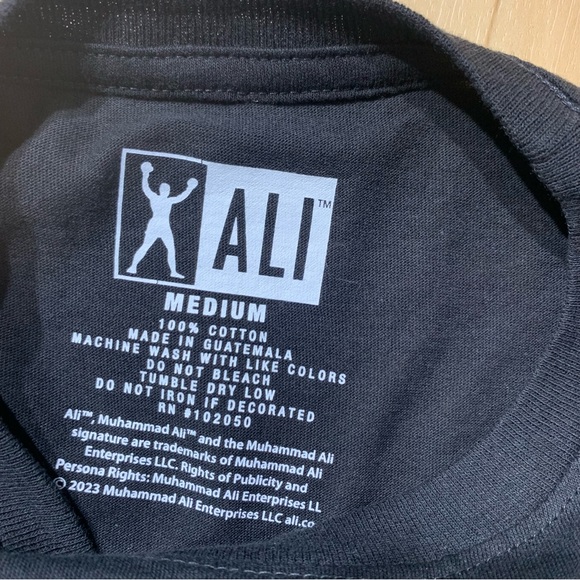 ALI™
MEDIUM
100% COTTON
MADE IN GUATEMALA
MACHINE WASH WITH LIKE COLORS
DO NOT BLEACH
TUMBLE DRY LOW
DO NOT IRON IF DECORATED
RN #102050
Ali™, Muhammad Ali™ and the Muhammad Ali
signature are trademarks of Muhammad Ali
Enterprises LLC. Rights of Publicity and
Persona Rights: Muhammad Ali Enterprises LL
© 2023 Muhammad Ali Enterprises LLC ali.co